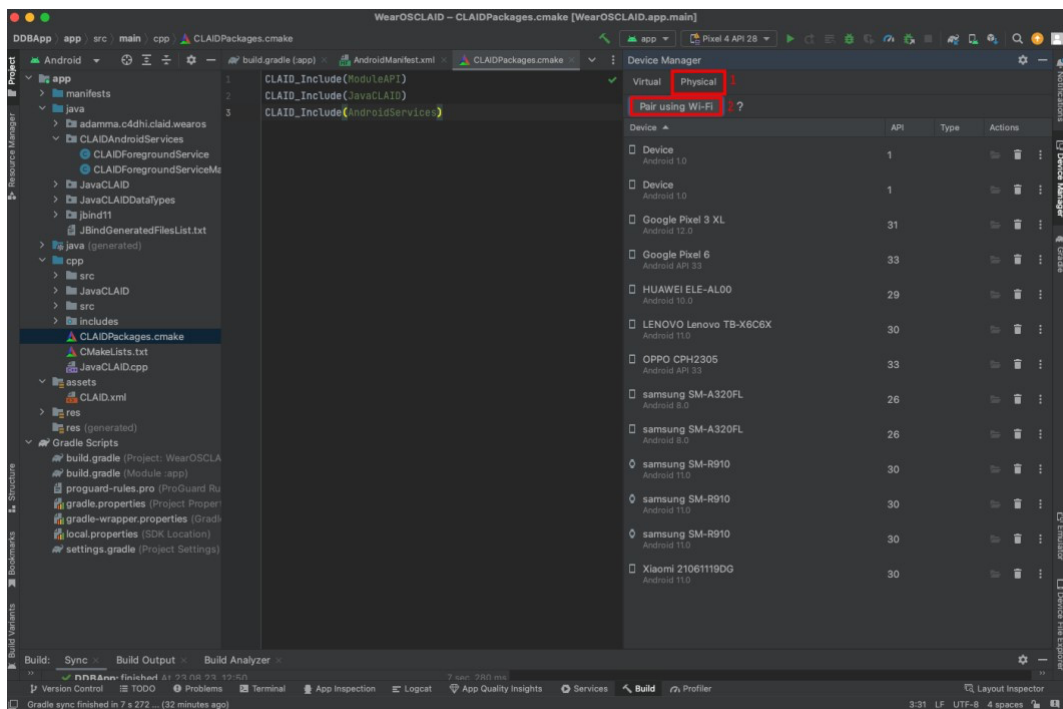 WearOSCLAID – CLAIDPackages.cmake [WearOSCLAID.app.main]
DDBApp app src main cpp CLAIDPackages.cmake
app Pixel 4 API 28
Android
build.gradle (:app) AndroidManifest.xml CLAIDPackages.cmake
Device Manager
Project
Resource Manager
Structure
Bookmarks
Build Variants
app
manifests
java
adamma.c4dhi.claid.wearos
CLAIDAndroidServices
CLAIDForegroundService
CLAIDForegroundServiceMa
JavaCLAID
JavaCLAIDDataTypes
jbind11
JBindGeneratedFilesList.txt
java (generated)
cpp
src
JavaCLAID
src
includes
CLAIDPackages.cmake
CMakeLists.txt
JavaCLAID.cpp
assets
CLAID.xml
res
res (generated)
Gradle Scripts
build.gradle (Project: WearOSCLA
build.gradle (Module :app)
proguard-rules.pro (ProGuard Ru
gradle.properties (Project Proper
gradle-wrapper.properties (Gradl
local.properties (SDK Location)
settings.gradle (Project Settings)
1 CLAID_Include(ModuleAPI)
2 CLAID_Include(JavaCLAID)
3 CLAID_Include(AndroidServices)
Virtual Physical 1
Pair using Wi-Fi 2 ?
Device API Type Actions
Device 1
Android 1.0
Device 1
Android 1.0
Google Pixel 3 XL 31
Android 12.0
Google Pixel 6 33
Android API 33
HUAWEI ELE-AL00 29
Android 10.0
LENOVO Lenovo TB-X6C6X 30
Android 11.0
OPPO CPH2305 33
Android API 33
samsung SM-A320FL 26
Android 8.0
samsung SM-A320FL 26
Android 8.0
samsung SM-R910 30
Android 11.0
samsung SM-R910 30
Android 11.0
samsung SM-R910 30
Android 11.0
Xiaomi 21061119DG 30
Android 11.0
Notifications
Device Manager
Gradle
Emulator
Device File Explorer
Build: Sync Build Output Build Analyzer
DDBApp: finished At 23.08.23, 12:50 7 sec, 280 ms
Version Control TODO Problems Terminal App Inspection Logcat App Quality Insights Services Build Profiler Layout Inspector
Gradle sync finished in 7 s 272 ... (32 minutes ago) 3:31 LF UTF-8 4 spaces